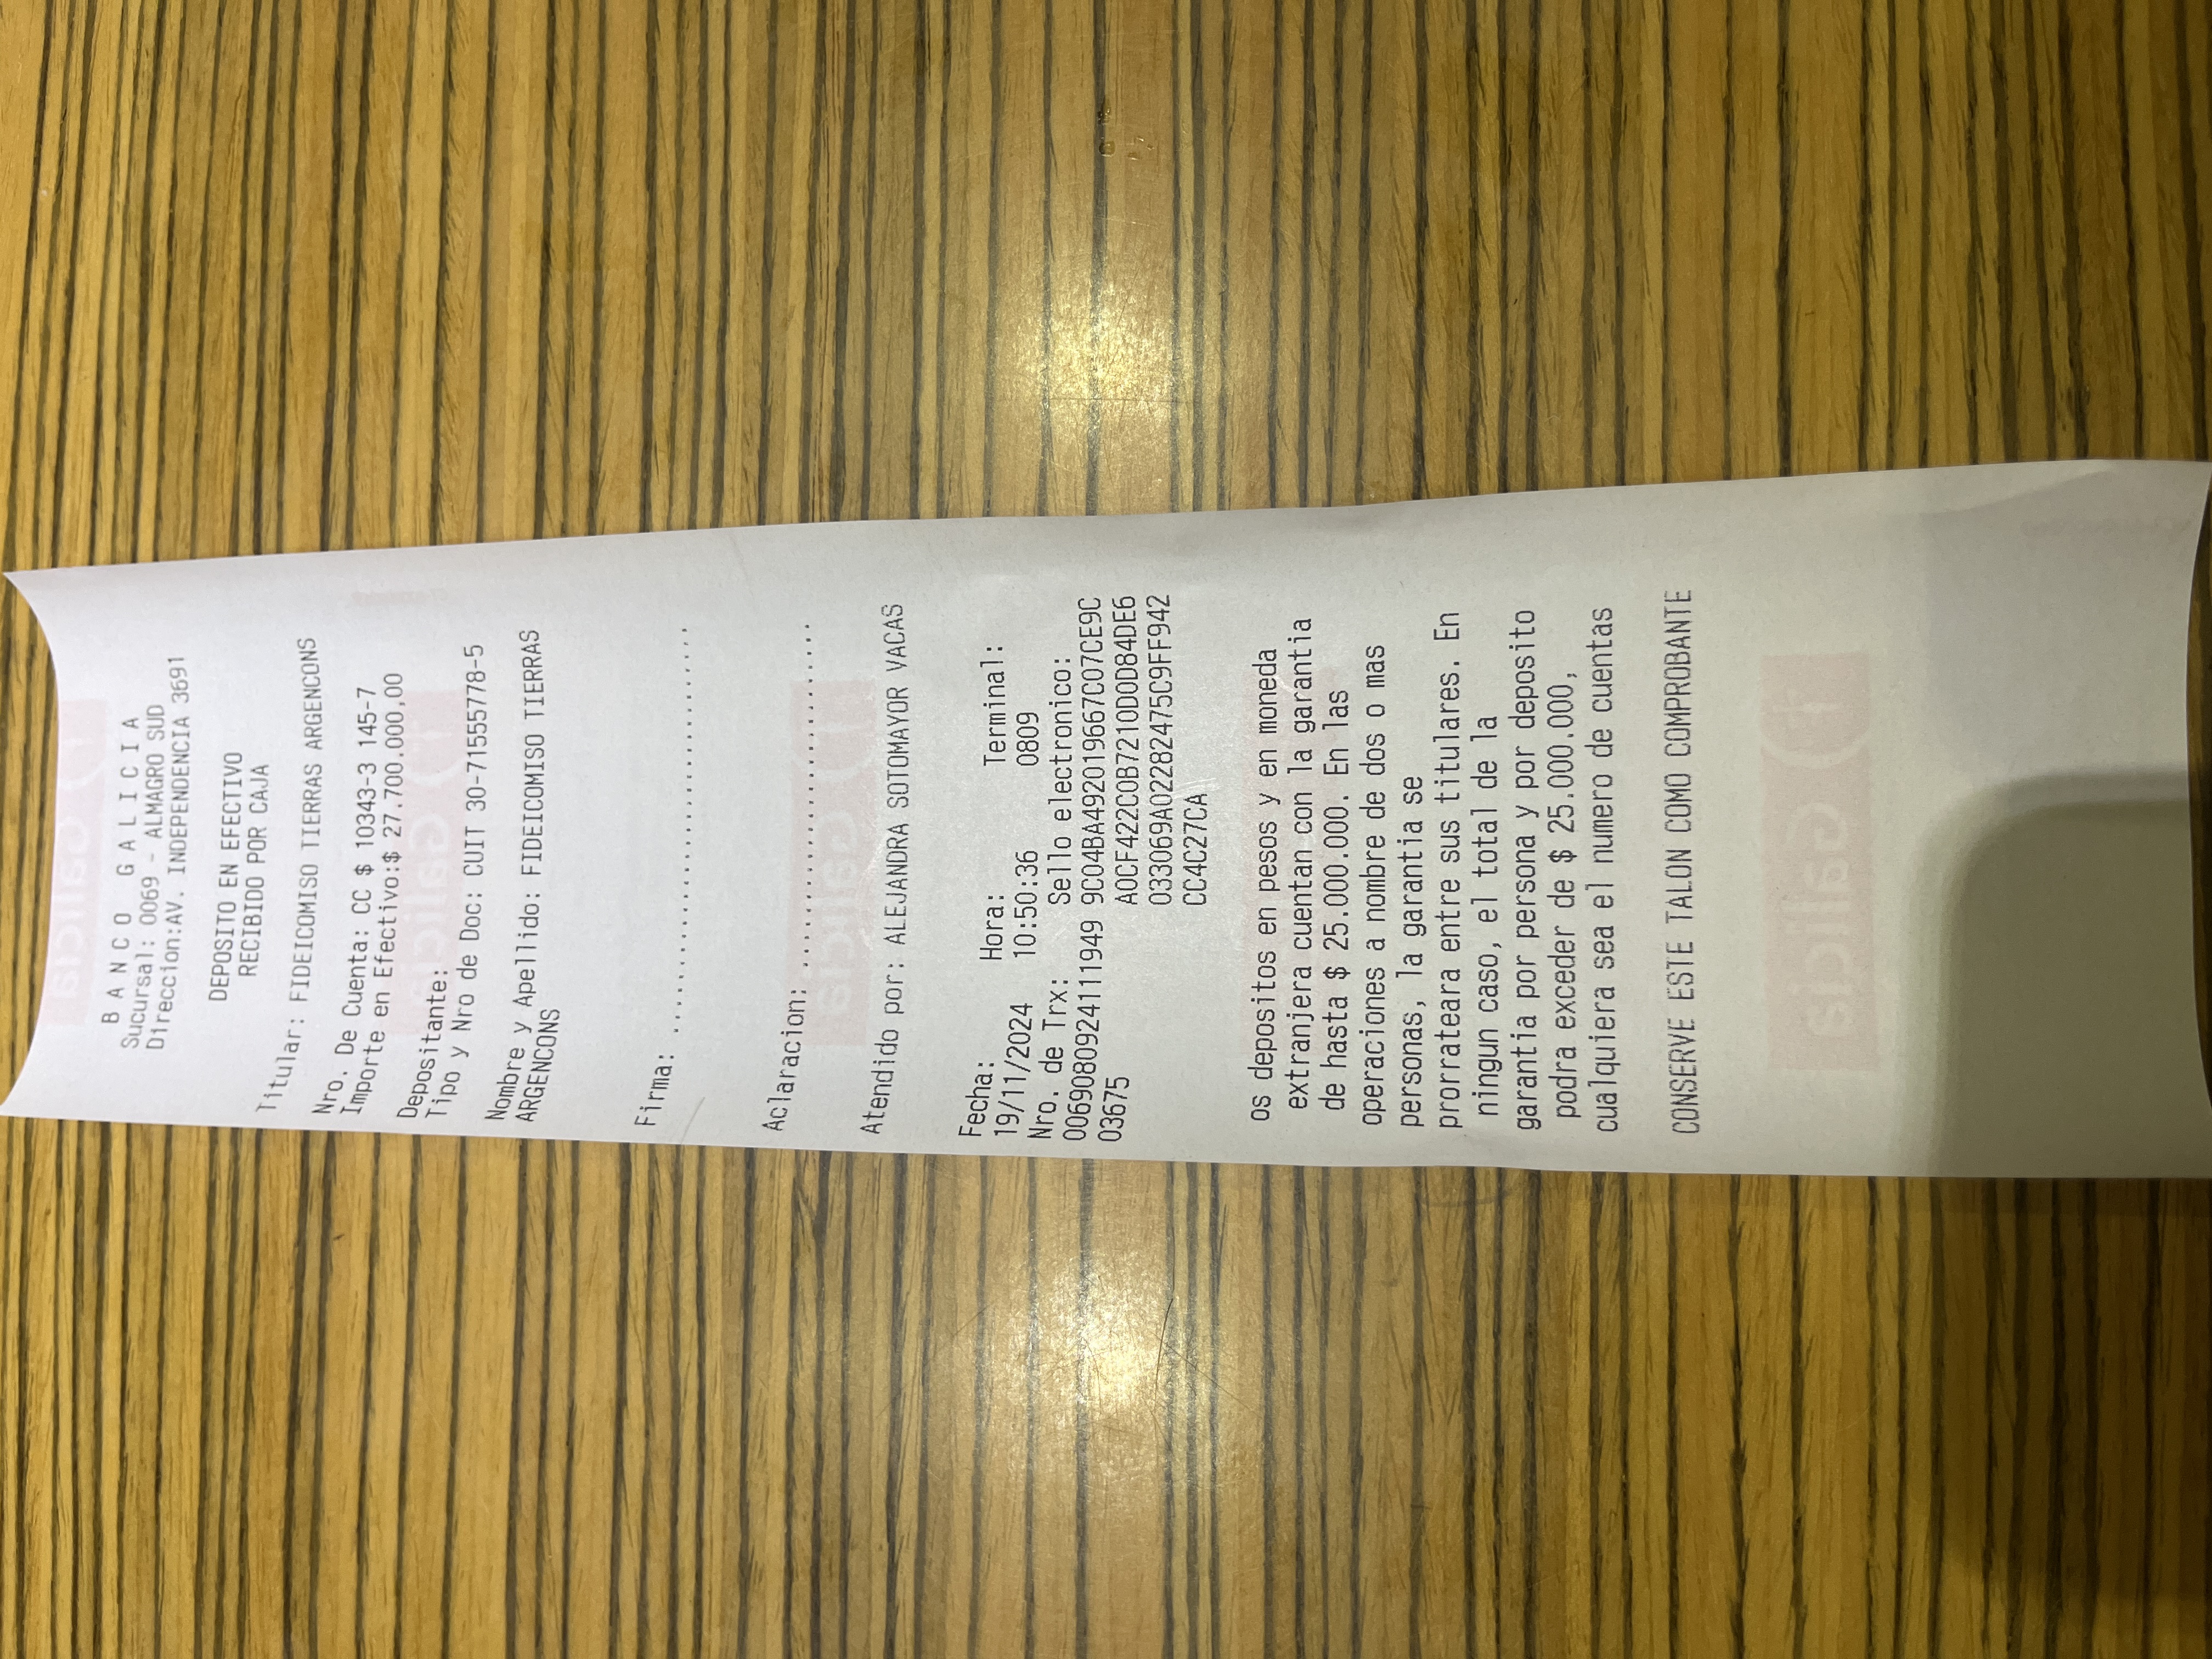 B A N C O  G A L I C I A
Sucursal: 0069 - ALMAGRO SUD
Direccion:AV. INDEPENDENCIA 3691
DEPOSITO EN EFECTIVO
RECIBIDO POR CAJA
Titular: FIDEICOMISO TIERRAS ARGENCONS
Nro. De Cuenta: CC $ 10343-3 145-7
Importe en Efectivo:$ 27.700.000,00
Depositante:
Tipo y Nro de Doc: CUIT 30-71555778-5
Nombre y Apellido: FIDEICOMISO TIERRAS
ARGENCONS
Firma: ..............................
Aclaracion: ..........................
Atendido por: ALEJANDRA SOTOMAYOR VACAS
Fecha: Hora: Terminal:
19/11/2024 10:50:36 0809
Nro. de Trx: Sello electronico:
00690809241111949 9C04BA492019667C07CE9C
03675 A0CF422C0B7210D0D84DE6
033069A02282475C9FF942
CC4C27CA
os depositos en pesos y en moneda
extranjera cuentan con la garantia
de hasta $ 25.000.000. En las
operaciones a nombre de dos o mas
personas, la garantia se
prorrateara entre sus titulares. En
ningun caso, el total de la
garantia por persona y por deposito
podra exceder de $ 25.000.000,
cualquiera sea el numero de cuentas
CONSERVE ESTE TALON COMO COMPROBANTE
Galicia